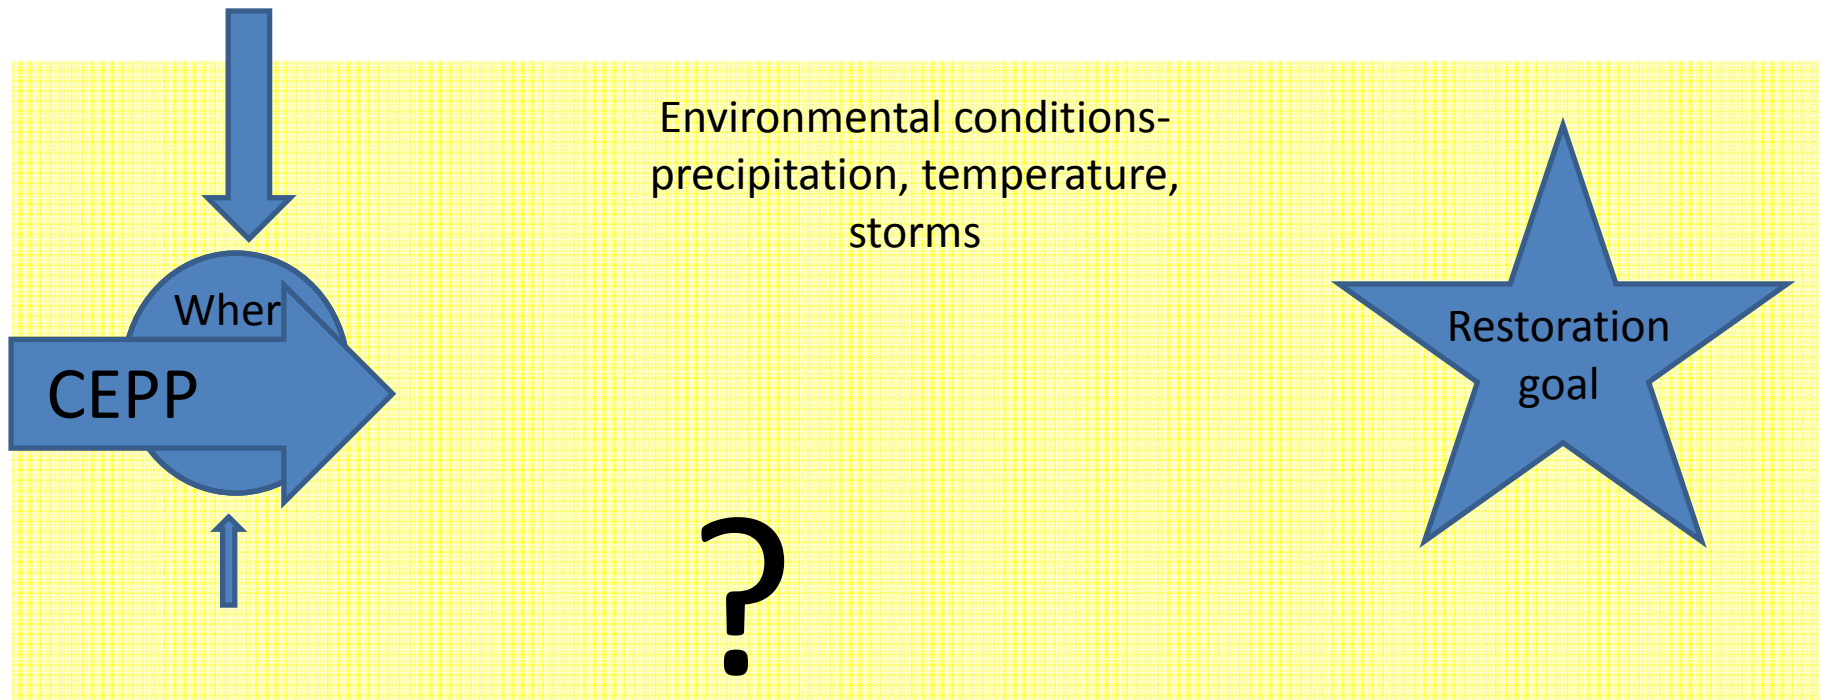 Environmental conditions-
precipitation, temperature,
storms
Wher
CEPP
Restoration
goal
?